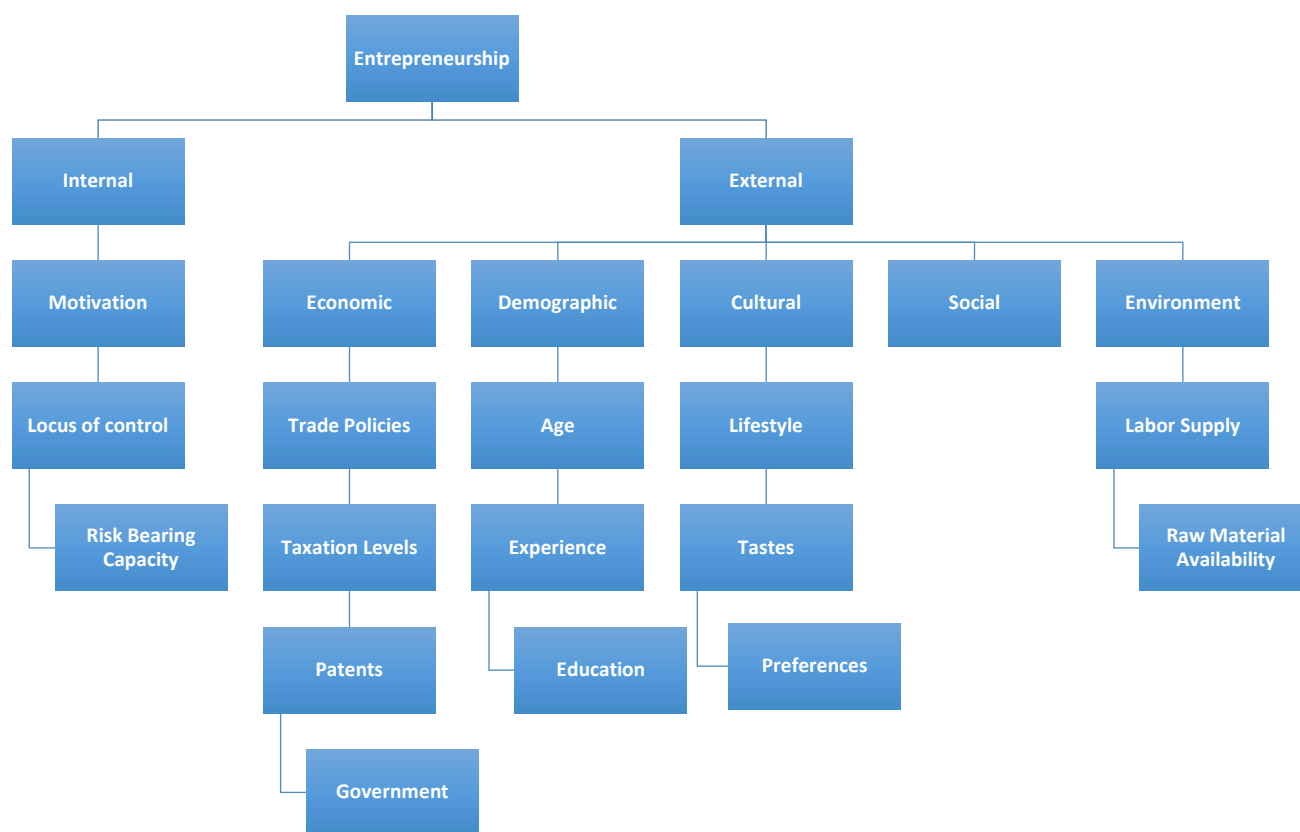 Entrepreneurship
Internal
External
Motivation
Economic
Demographic
Cultural
Social
Environment
Locus of control
Trade Policies
Age
Lifestyle
Labor Supply
Risk Bearing
Capacity
Taxation Levels
Experience
Tastes
Raw Material
Availability
Patents
Education
Preferences
Government